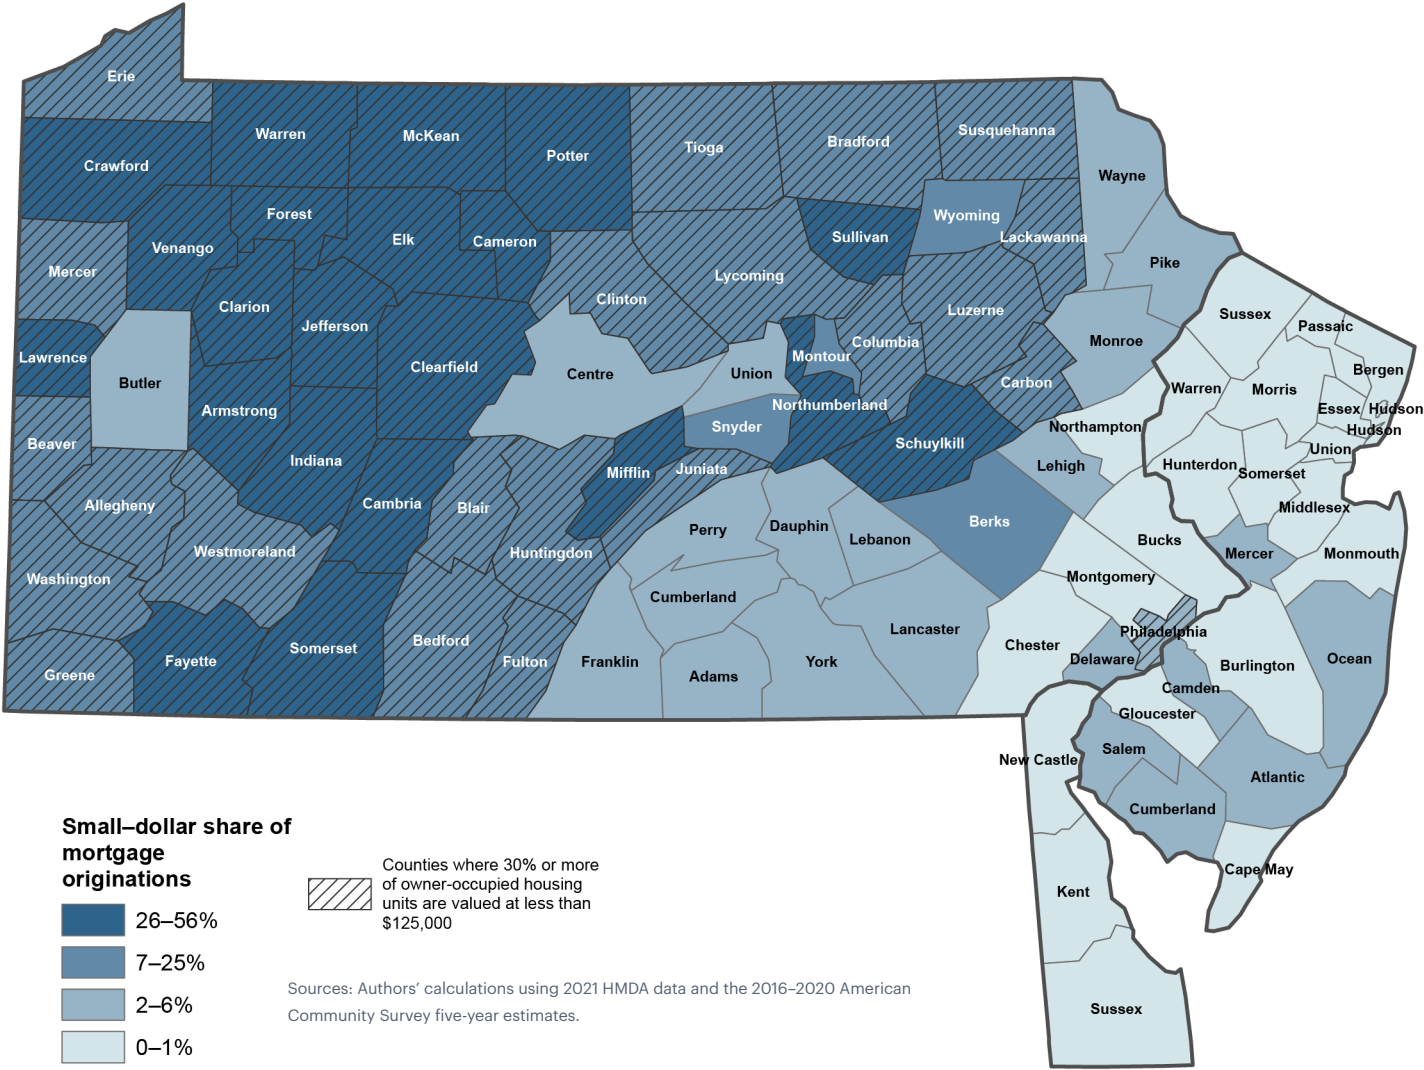 Erie
Warren
McKean
Potter
Tioga
Bradford
Susquehanna
Crawford
Wayne
Forest
Wyoming
Venango
Elk
Cameron
Sullivan
Lackawanna
Mercer
Lycoming
Pike
Clarion
Clinton
Luzerne
Sussex
Jefferson
Passaic
Lawrence
Clearfield
Montour
Columbia
Monroe
Butler
Centre
Union
Carbon
Warren
Morris
Bergen
Armstrong
Northumberland
Essex
Hudson
Beaver
Snyder
Schuylkill
Northampton
Hudson
Indiana
Mifflin
Juniata
Lehigh
Hunterdon
Somerset
Union
Allegheny
Cambria
Blair
Berks
Middlesex
Westmoreland
Huntingdon
Perry
Dauphin
Lebanon
Bucks
Mercer
Monmouth
Washington
Cumberland
Montgomery
Fayette
Somerset
Bedford
Fulton
Franklin
Adams
York
Lancaster
Chester
Philadelphia
Delaware
Burlington
Ocean
Greene
Camden
Gloucester
New Castle
Salem
Atlantic
Cumberland
Cape May
Kent
Sussex
Small–dollar share of
mortgage
originations
26–56%
7–25%
2–6%
0–1%
Counties where 30% or more
of owner-occupied housing
units are valued at less than
$125,000
Sources: Authors’ calculations using 2021 HMDA data and the 2016–2020 American
Community Survey five-year estimates.